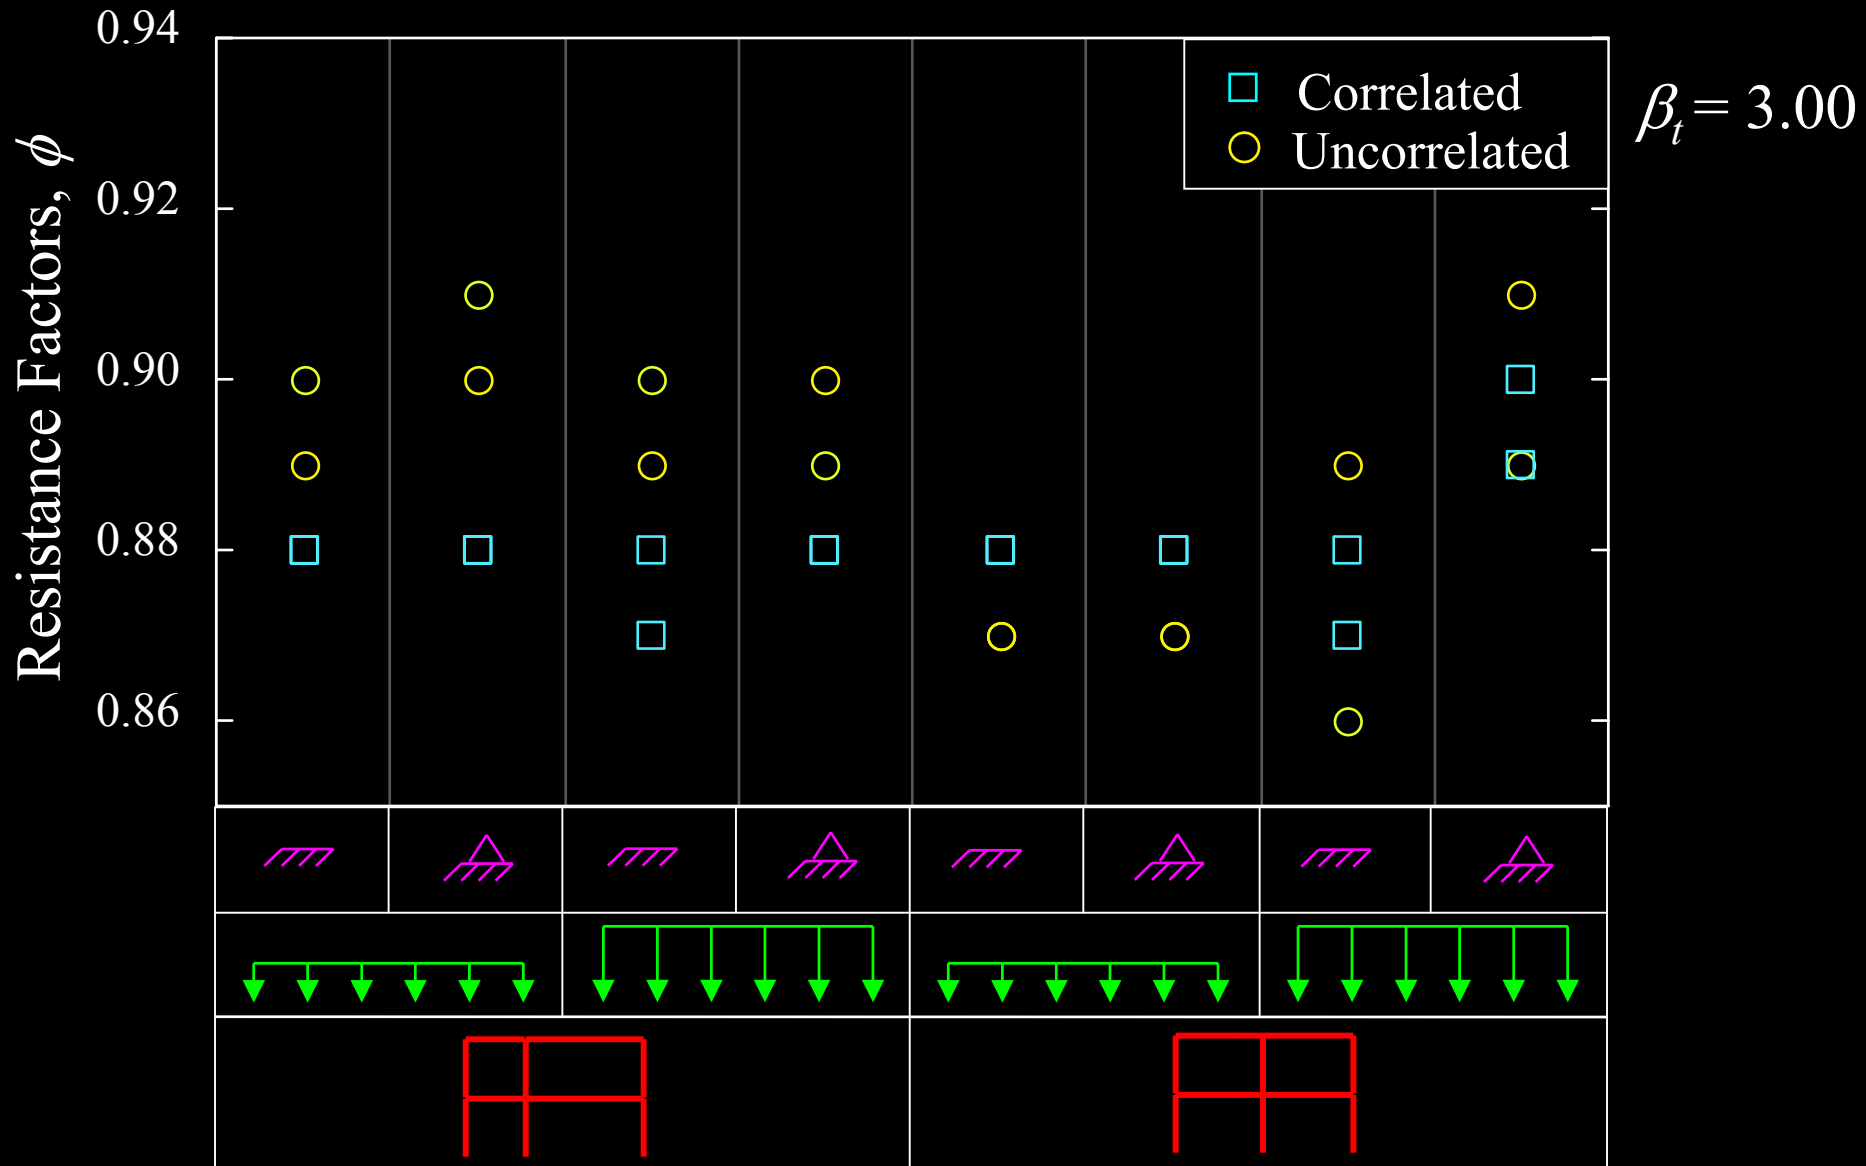 0.94
Correlated
Uncorrelated
βt = 3.00
0.92
0.90
0.88
0.86
Resistance Factors, ϕ